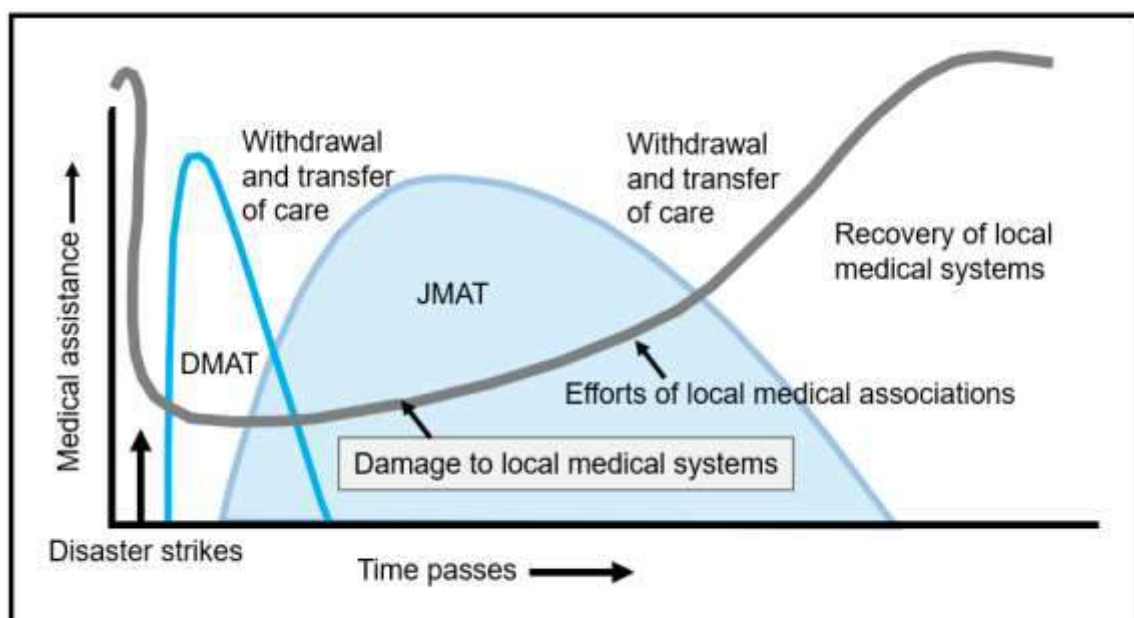 Medical assistance
Withdrawal
and transfer
of care
Withdrawal
and transfer
of care
Recovery of local
medical systems
JMAT
DMAT
Efforts of local medical associations
Damage to local medical systems
Disaster strikes
Time passes